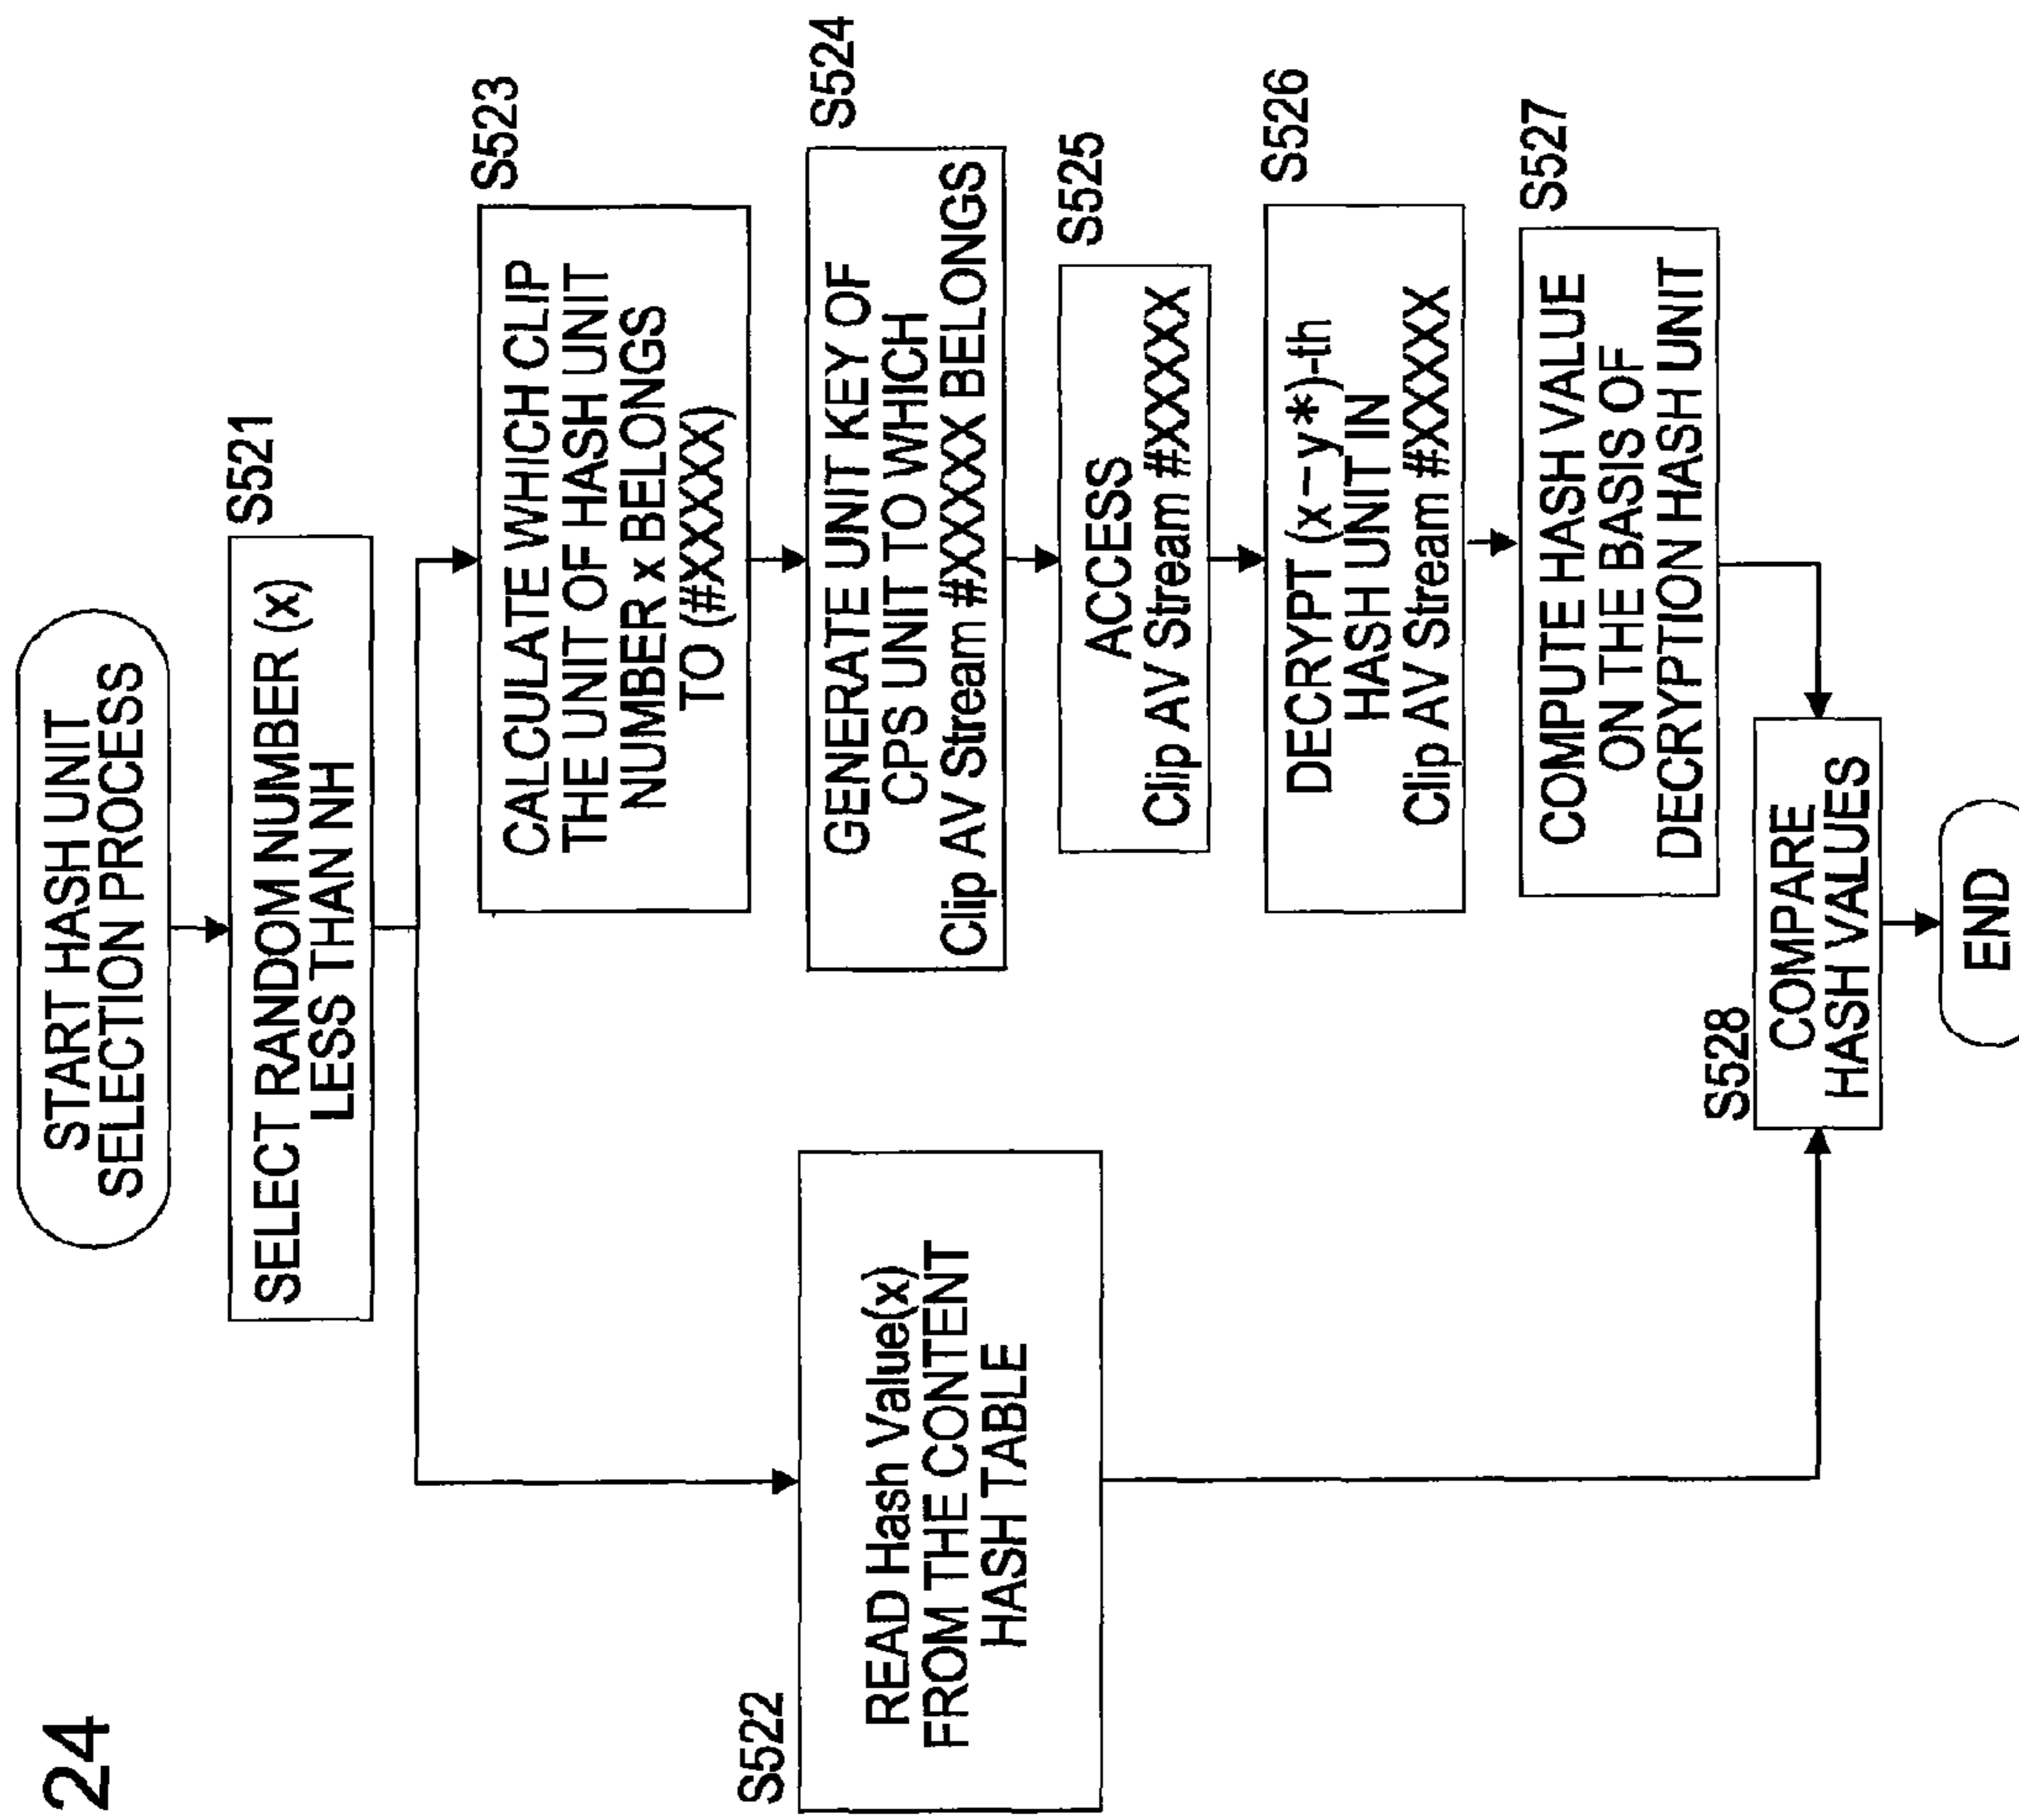 24
START HASH UNIT
SELECTION PROCESS
S521
SELECT RANDOM NUMBER (x)
LESS THAN NH
S522
READ Hash Value(x)
FROM THE CONTENT
HASH TABLE
S523
CALCULATE WHICH CLIP
THE UNIT OF HASH UNIT
NUMBER x BELONGS
TO (#XXXXX)
S524
GENERATE UNIT KEY OF
CPS UNIT TO WHICH
Clip AV Stream #XXXXX BELONGS
S525
ACCESS
Clip AV Stream #XXXXX
S526
DECRYPT (x-y*)-th
HASH UNIT IN
Clip AV Stream #XXXXX
S527
COMPUTE HASH VALUE
ON THE BASIS OF
DECRYPTION HASH UNIT
S528
COMPARE
HASH VALUES
END